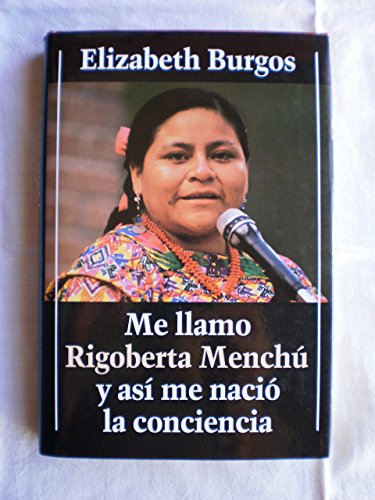 Elizabeth Burgos
Me llamo
Rigoberta Menchú
y así me nació
la conciencia